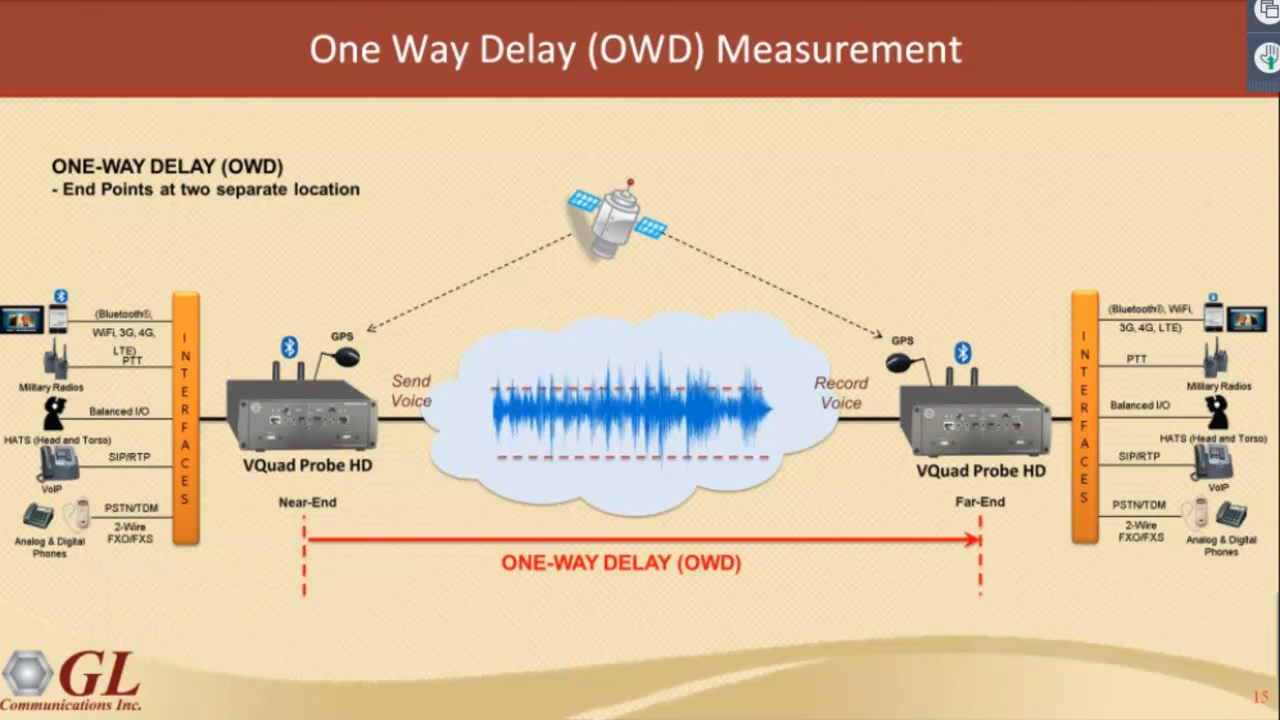 One Way Delay (OWD) Measurement
ONE-WAY DELAY (OWD)
- End Points at two separate location
(Bluetooth®,
WiFi, 3G, 4G,
LTE)
PTT
Military Radios
Balanced I/O
HATS (Head and Torso)
SIP/RTP
VoIP
PSTN/TDM
2-Wire
FXO/FXS
Analog & Digital
Phones
INTERFACES
GPS
VQuad Probe HD
Near-End
Send
Voice
Record
Voice
GPS
VQuad Probe HD
Far-End
ONE-WAY DELAY (OWD)
INTERFACES
(Bluetooth®, WiFi,
3G, 4G, LTE)
PTT
Military Radios
Balanced I/O
HATS (Head and Torso)
SIP/RTP
VoIP
PSTN/TDM
2-Wire
FXO/FXS
Analog & Digital
Phones
GL
Communications Inc.
15